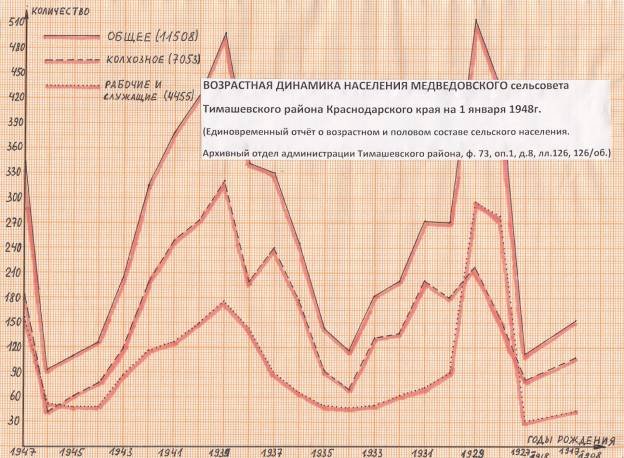 КОЛИЧЕСТВО
510
480
450
420
390
360
330
300
270
240
210
180
150
120
90
60
30
ОБЩЕЕ (11508)
КОЛХОЗНОЕ (7053)
РАБОЧИЕ И
СЛУЖАЩИЕ (4455)
ВОЗРАСТНАЯ ДИНАМИКА НАСЕЛЕНИЯ МЕДВЕДОВСКОГО сельсовета
Тимашевского района Краснодарского края на 1 января 1948г.
(Единовременный отчёт о возрастном и половом составе сельского населения.
Архивный отдел администрации Тимашевского района, ф. 73, оп.1, д.8, лл.126, 126/об.)
ГОДЫ РОЖДЕНИЯ
1947 1945 1943 1941 1939 1937 1935 1933 1931 1929 1927-
1918 1908